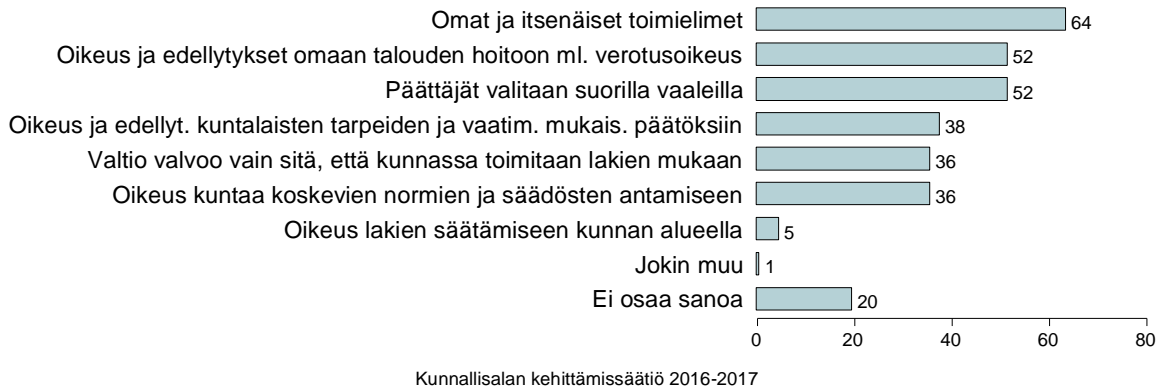 Omat ja itsenäiset toimielimet 64
Oikeus ja edellytykset omaan talouden hoitoon ml. verotusoikeus 52
Päättäjät valitaan suorilla vaaleilla 52
Oikeus ja edellyt. kuntalaisten tarpeiden ja vaatim. mukais. päätöksiin 38
Valtio valvoo vain sitä, että kunnassa toimitaan lakien mukaan 36
Oikeus kuntaa koskevien normien ja säädösten antamiseen 36
Oikeus lakien säätämiseen kunnan alueella 5
Jokin muu 1
Ei osaa sanoa 20
0 20 40 60 80
Kunnallisalan kehittämissäätiö 2016-2017